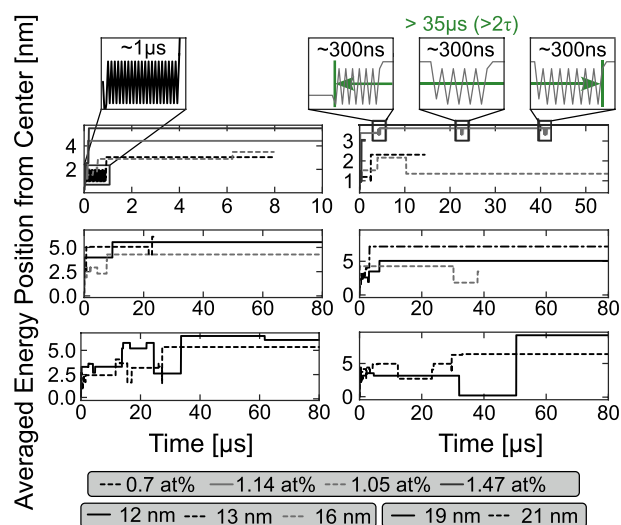 > 35µs (>2τ)
~1µs
~300ns
~300ns
~300ns
Averaged Energy Position from Center [nm]
4
2
0 2 4 6 8 10
3
2
1
0 10 20 30 40 50
5.0
2.5
0.0
0 20 40 60 80
5
0
0 20 40 60 80
5.0
2.5
0.0
0 20 40 60 80
5
0
0 20 40 60 80
Time [µs]
Time [µs]
0.7 at% 1.14 at% 1.05 at% 1.47 at%
12 nm 13 nm 16 nm 19 nm 21 nm